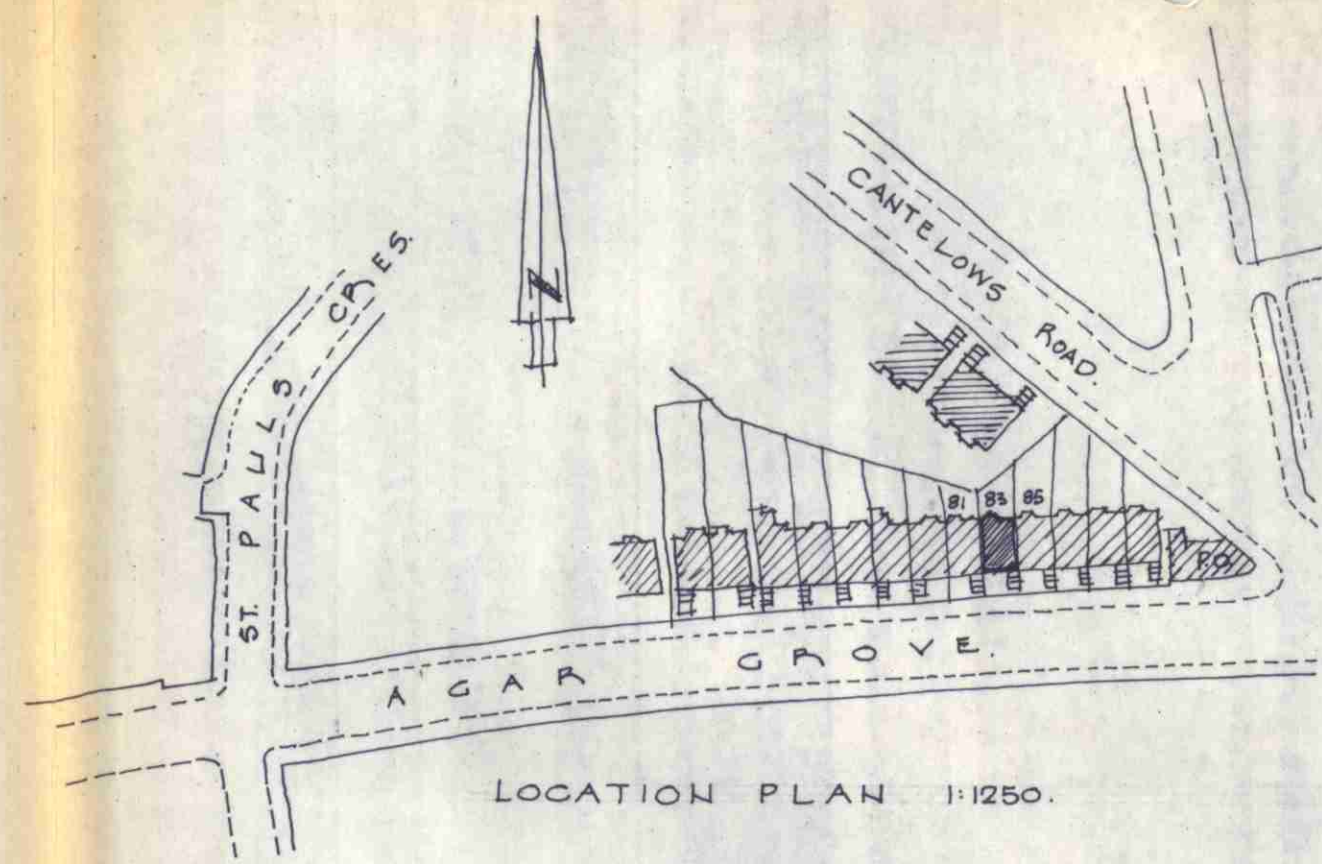 ST. PAULS CRES.
N
CANTELOWS ROAD.
81 83 85
P.O.
AGAR GROVE.
LOCATION PLAN 1:1250.